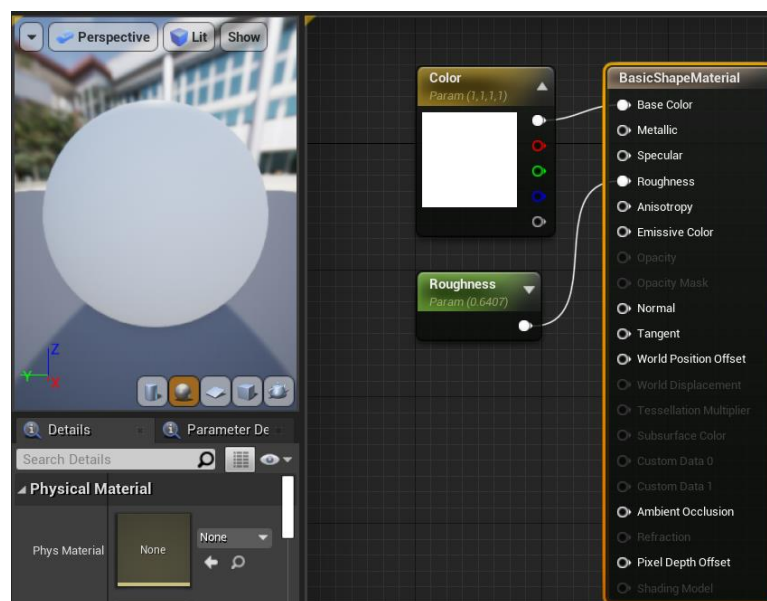 Perspective
Lit
Show
Z
Y
X
Details
Parameter De
Search Details
Physical Material
Phys Material
None
None
Color
Param (1,1,1,1)
Roughness
Param (0.6407)
BasicShapeMaterial
Base Color
Metallic
Specular
Roughness
Anisotropy
Emissive Color
Opacity
Opacity Mask
Normal
Tangent
World Position Offset
World Displacement
Tessellation Multiplier
Subsurface Color
Custom Data 0
Custom Data 1
Ambient Occlusion
Refraction
Pixel Depth Offset
Shading Model